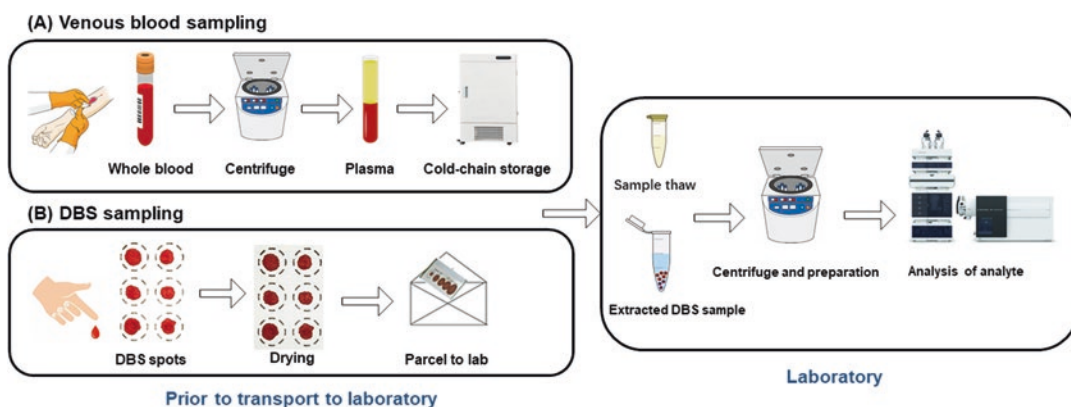 (A) Venous blood sampling
Whole blood
Centrifuge
Plasma
Cold-chain storage
(B) DBS sampling
DBS spots
Drying
Parcel to lab
Prior to transport to laboratory
Sample thaw
Extracted DBS sample
Centrifuge and preparation
Analysis of analyte
Laboratory